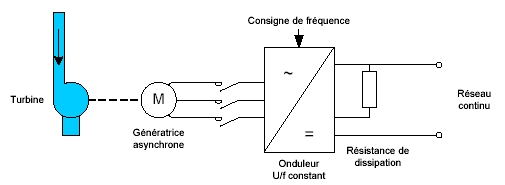 Consigne de fréquence
~
Turbine
M
Réseau
continu
Génératrice
asynchrone
=
Onduleur
U/f constant
Résistance de
dissipation